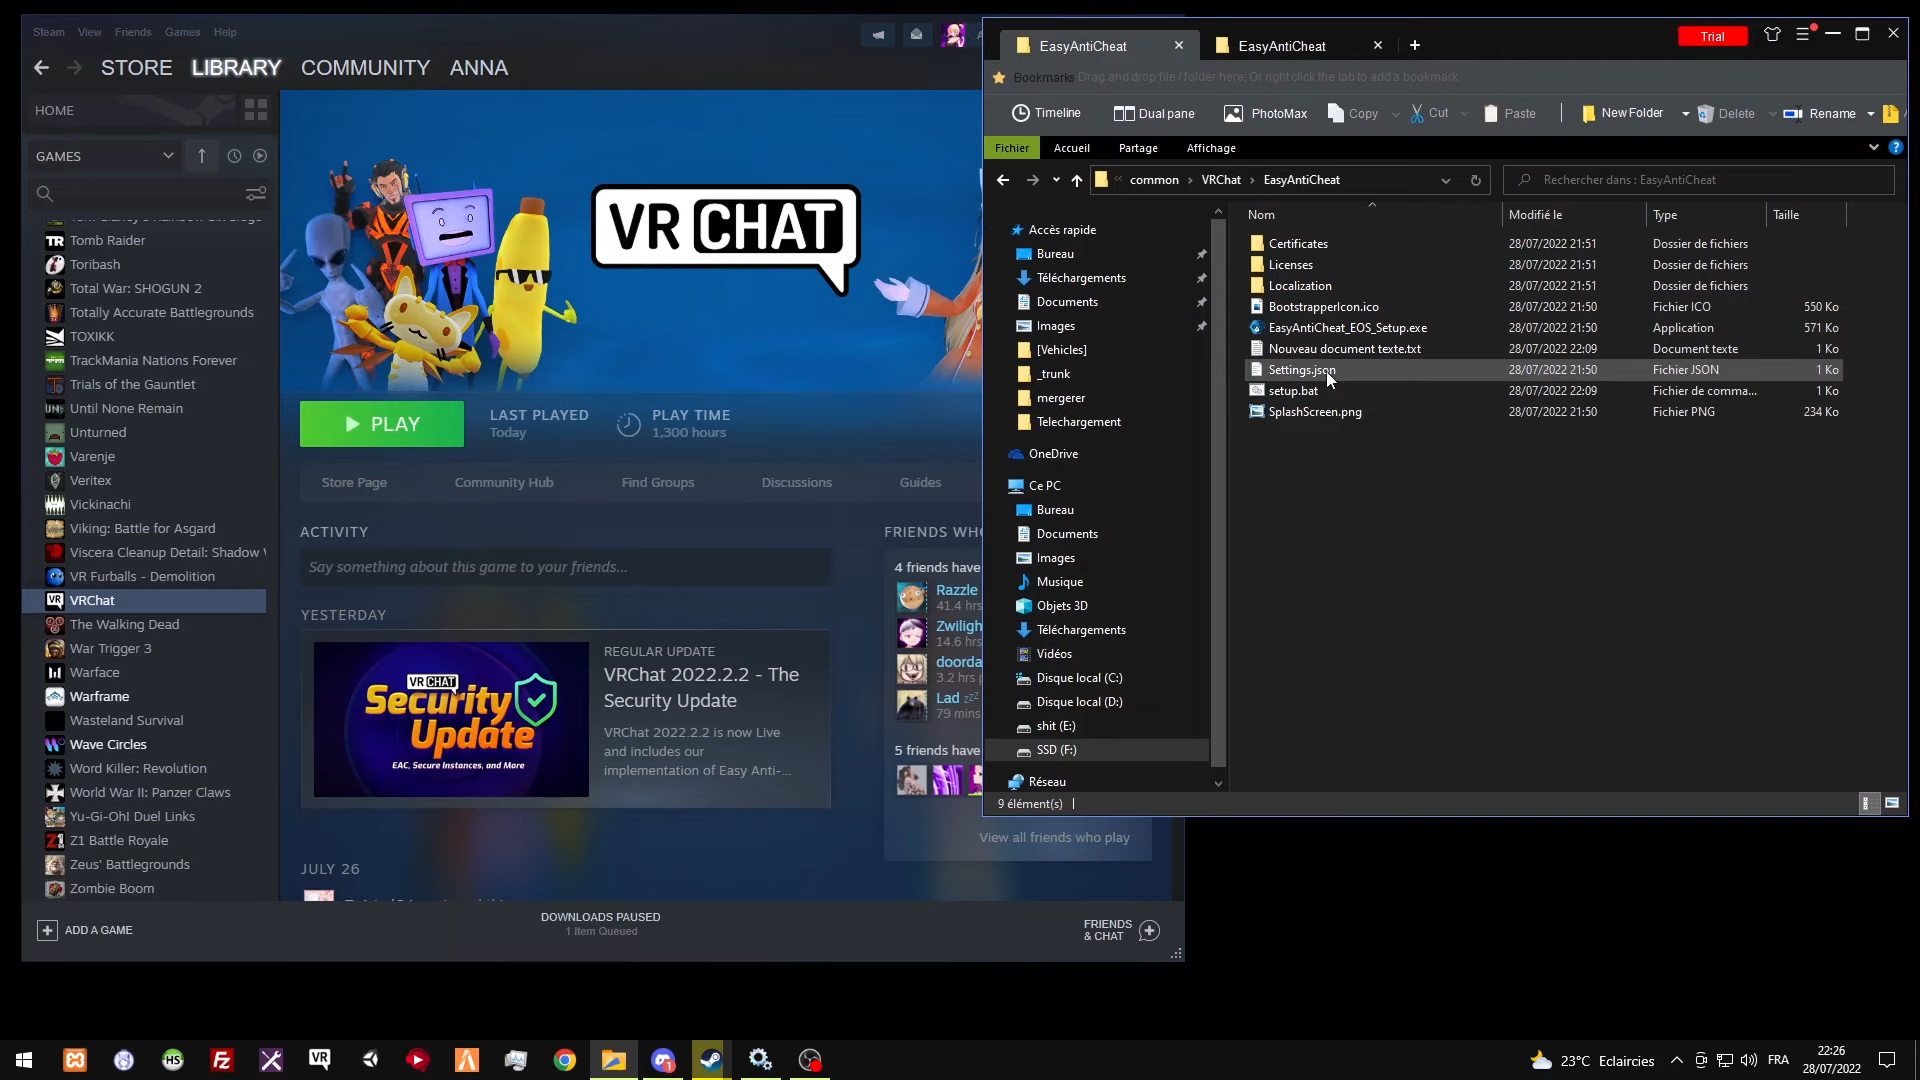 Steam View Friends Games Help
STORE LIBRARY COMMUNITY ANNA
HOME
GAMES
Tomb Raider
Toribash
Total War: SHOGUN 2
Totally Accurate Battlegrounds
TOXIKK
TrackMania Nations Forever
Trials of the Gauntlet
Until None Remain
Unturned
Varenje
Veritex
Vickinachi
Viking: Battle for Asgard
Viscera Cleanup Detail: Shadow
VR Furballs - Demolition
VRChat
The Walking Dead
War Trigger 3
Warface
Warframe
Wasteland Survival
Wave Circles
Word Killer: Revolution
World War II: Panzer Claws
Yu-Gi-Oh! Duel Links
Z1 Battle Royale
Zeus' Battlegrounds
Zombie Boom
ADD A GAME
VR CHAT
PLAY
LAST PLAYED
Today
PLAY TIME
1,300 hours
Store Page Community Hub Find Groups Discussions Guides
ACTIVITY
Say something about this game to your friends...
YESTERDAY
VR CHAT
Security
Update
EAC, Secure Instances, and More
REGULAR UPDATE
VRChat 2022.2.2 - The
Security Update
VRChat 2022.2.2 is now Live
and includes our
implementation of Easy Anti-...
JULY 26
FRIENDS WHO
4 friends have
Razzle
41.4 hrs
Zwiligh
14.6 hrs
doorda
3.2 hrs
Lad zzZ
79 mins
5 friends have
View all friends who play
DOWNLOADS PAUSED
1 Item Queued
FRIENDS
& CHAT
EasyAntiCheat
EasyAntiCheat
Trial
Bookmarks Drag and drop file / folder here, Or right click the tab to add a bookmark.
Timeline Dual pane PhotoMax Copy Cut Paste New Folder Delete Rename
Fichier Accueil Partage Affichage
common VRChat EasyAntiCheat
Rechercher dans : EasyAntiCheat
Accès rapide
Bureau
Téléchargements
Documents
Images
[Vehicles]
_trunk
mergerer
Telechargement
OneDrive
Ce PC
Bureau
Documents
Images
Musique
Objets 3D
Téléchargements
Vidéos
Disque local (C:)
Disque local (D:)
shit (E:)
SSD (F:)
Réseau
Nom Modifié le Type Taille
Certificates 28/07/2022 21:51 Dossier de fichiers
Licenses 28/07/2022 21:51 Dossier de fichiers
Localization 28/07/2022 21:51 Dossier de fichiers
BootstrapperIcon.ico 28/07/2022 21:50 Fichier ICO 550 Ko
EasyAntiCheat_EOS_Setup.exe 28/07/2022 21:50 Application 571 Ko
Nouveau document texte.txt 28/07/2022 22:09 Document texte 1 Ko
Settings.json 28/07/2022 21:50 Fichier JSON 1 Ko
setup.bat 28/07/2022 22:09 Fichier de comma... 1 Ko
SplashScreen.png 28/07/2022 21:50 Fichier PNG 234 Ko
9 élément(s)
23°C Eclaircies
FRA
22:26
28/07/2022